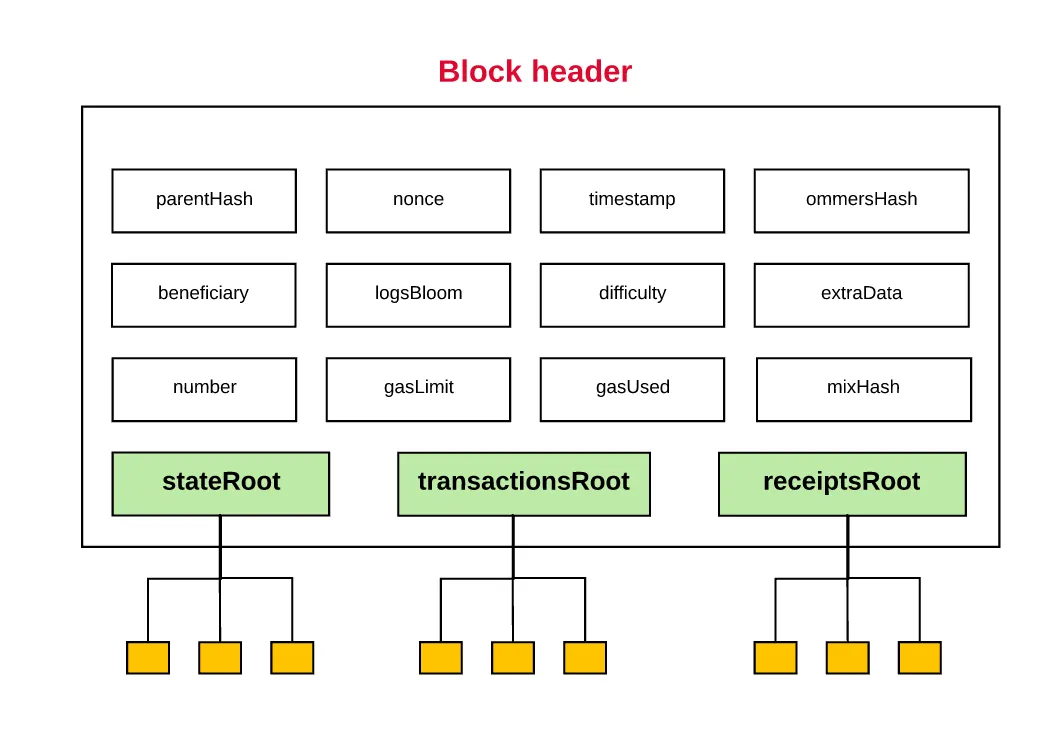 Block header
parentHash
nonce
timestamp
ommersHash
beneficiary
logsBloom
difficulty
extraData
number
gasLimit
gasUsed
mixHash
stateRoot
transactionsRoot
receiptsRoot